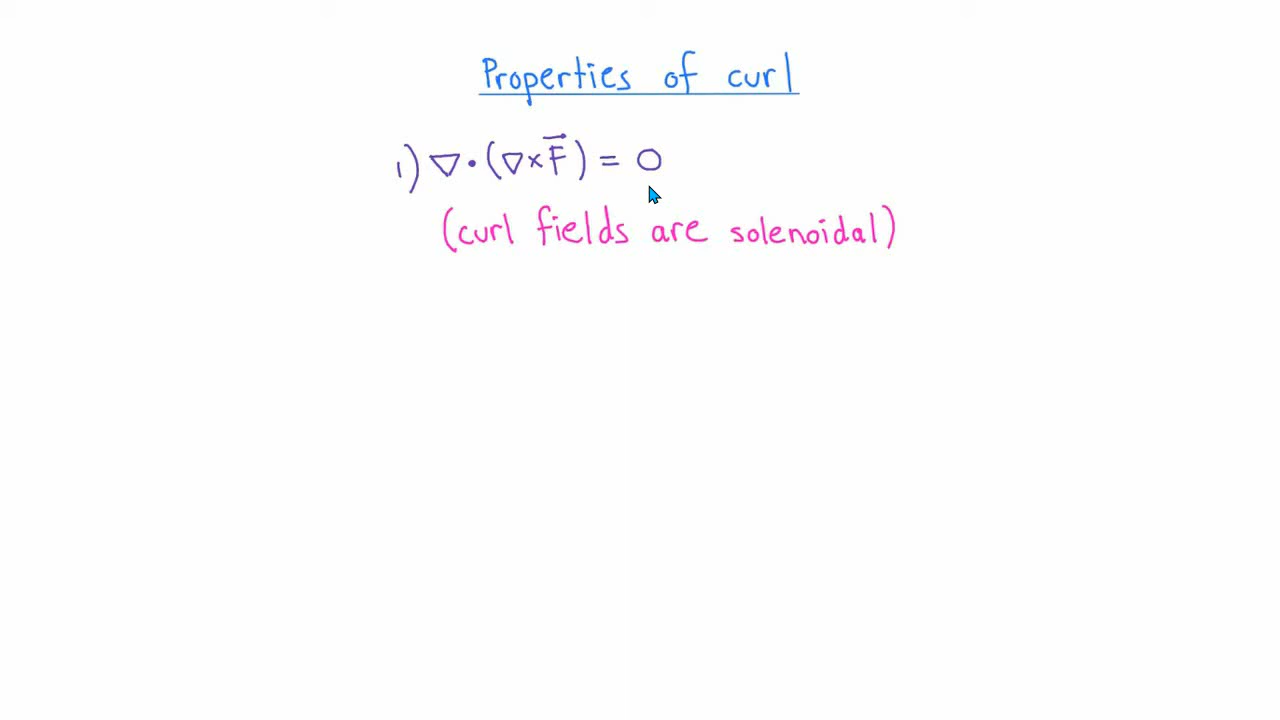 Properties of curl
1) ∇ • (∇ × F⃗) = 0
(curl fields are solenoidal)